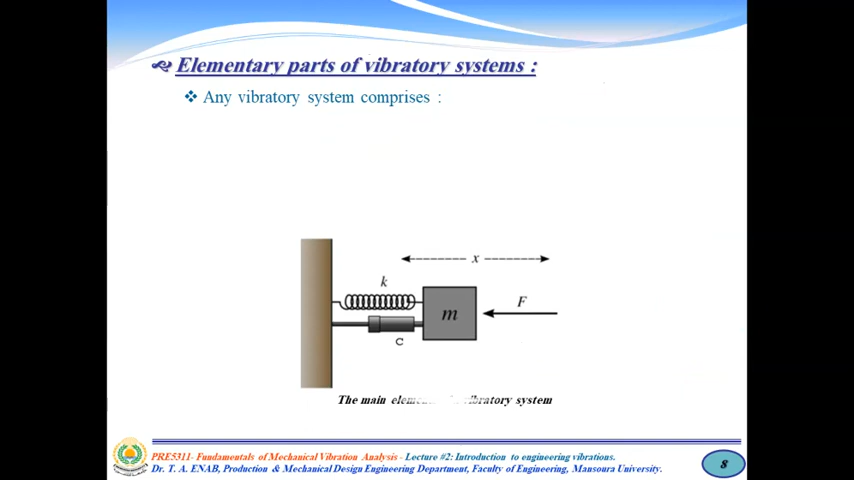 Elementary parts of vibratory systems :
Any vibratory system comprises :
x
k
F
m
C
The main vibratory system
PRE5311- Fundamentals of Mechanical Vibration Analysis - Lecture #2: Introduction to engineering vibrations.
Dr. T. A. ENAB, Production & Mechanical Design Engineering Department, Faculty of Engineering, Mansoura University.
8